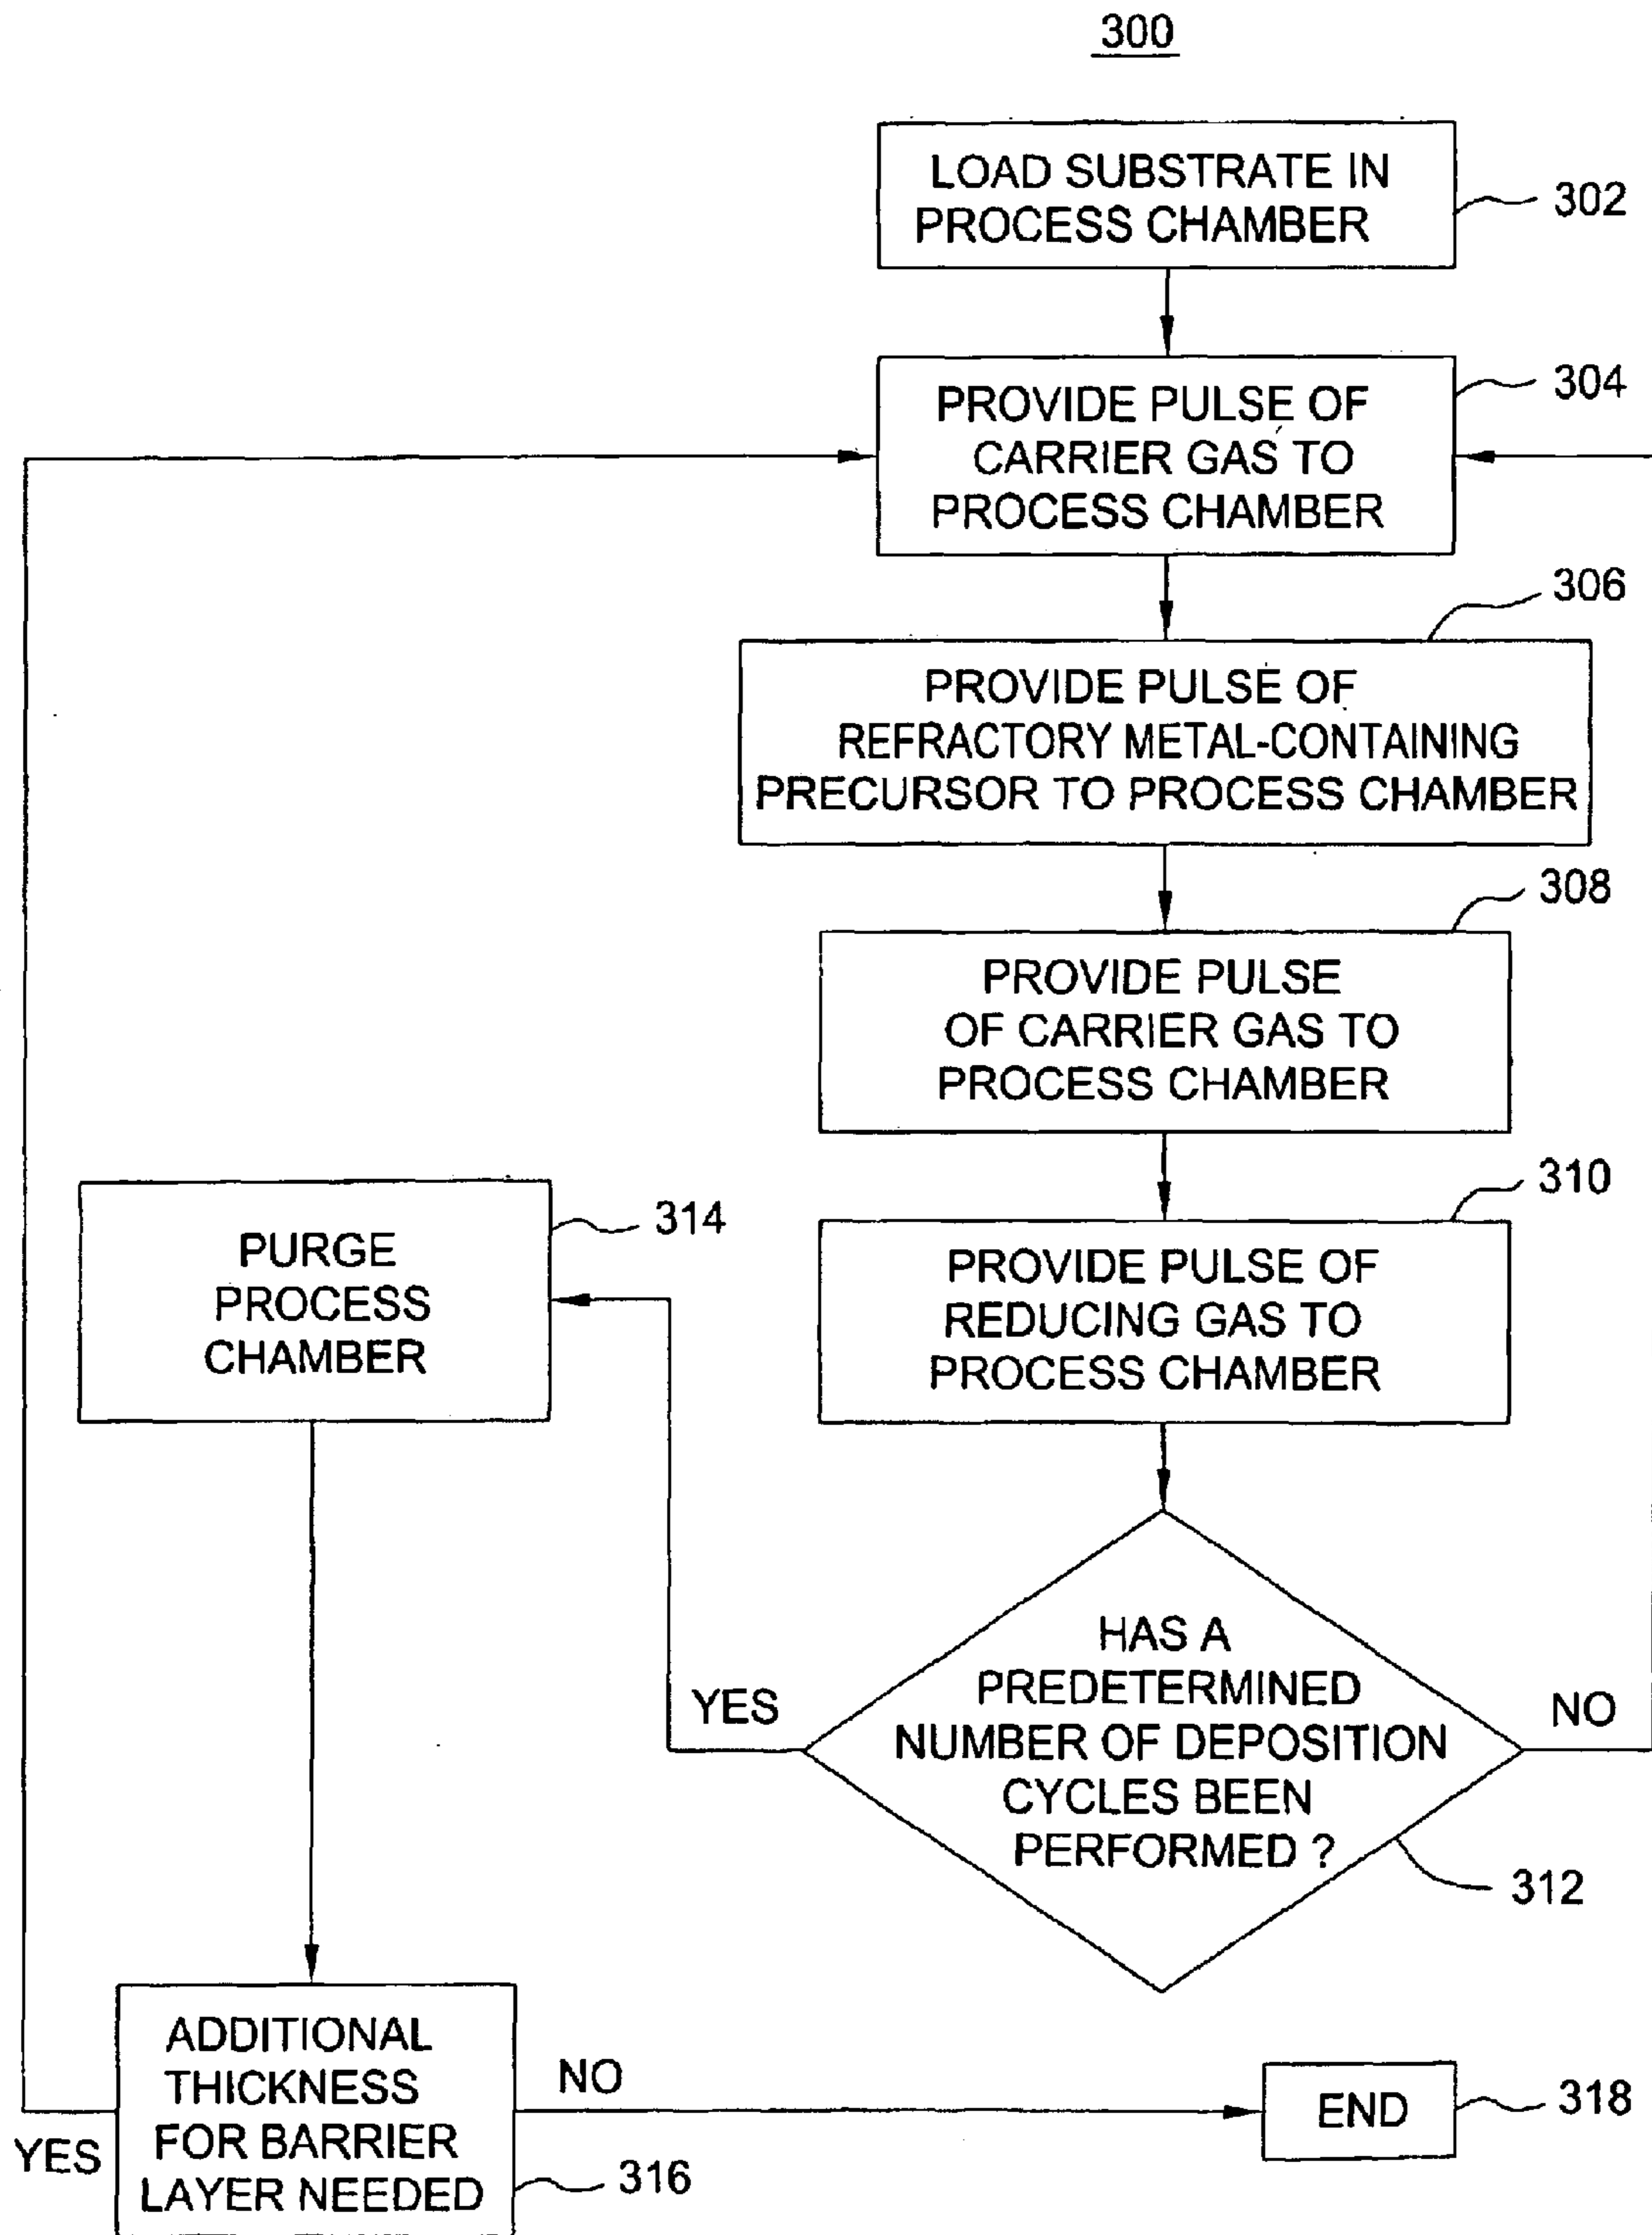 300
LOAD SUBSTRATE IN
PROCESS CHAMBER
302
PROVIDE PULSE OF
CARRIER GAS TO
PROCESS CHAMBER
304
PROVIDE PULSE OF
REFRACTORY METAL-CONTAINING
PRECURSOR TO PROCESS CHAMBER
306
PROVIDE PULSE
OF CARRIER GAS TO
PROCESS CHAMBER
308
PROVIDE PULSE OF
REDUCING GAS TO
PROCESS CHAMBER
310
HAS A
PREDETERMINED
NUMBER OF DEPOSITION
CYCLES BEEN
PERFORMED ?
312
YES
NO
PURGE
PROCESS
CHAMBER
314
ADDITIONAL
THICKNESS
FOR BARRIER
LAYER NEEDED
316
YES
NO
END
318